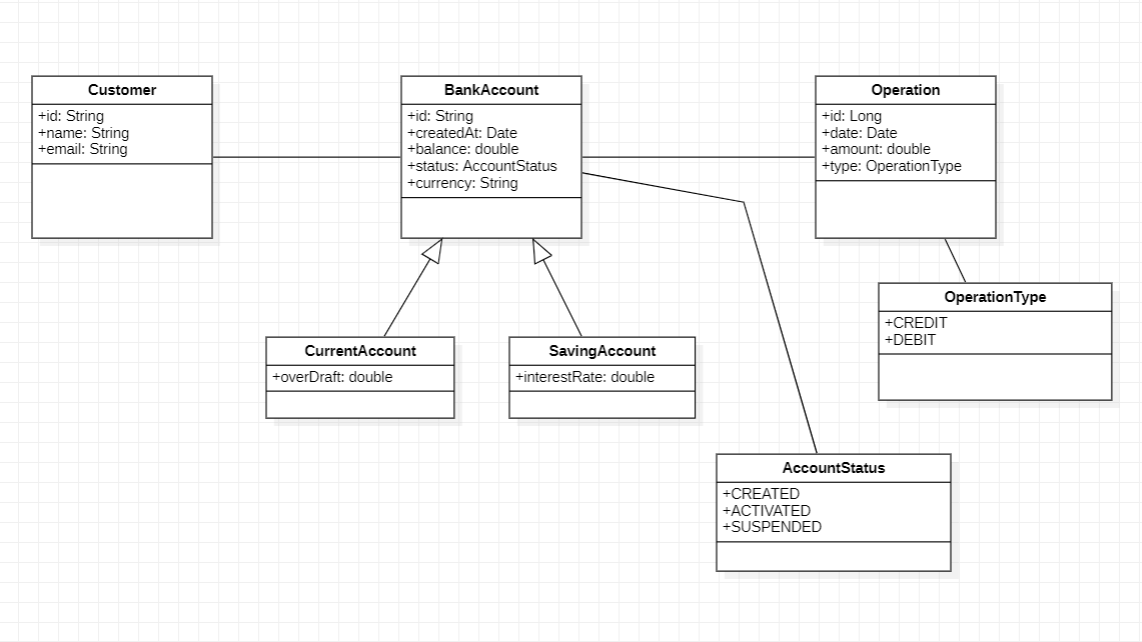 Customer
+id: String
+name: String
+email: String
BankAccount
+id: String
+createdAt: Date
+balance: double
+status: AccountStatus
+currency: String
Operation
+id: Long
+date: Date
+amount: double
+type: OperationType
OperationType
+CREDIT
+DEBIT
CurrentAccount
+overDraft: double
SavingAccount
+interestRate: double
AccountStatus
+CREATED
+ACTIVATED
+SUSPENDED